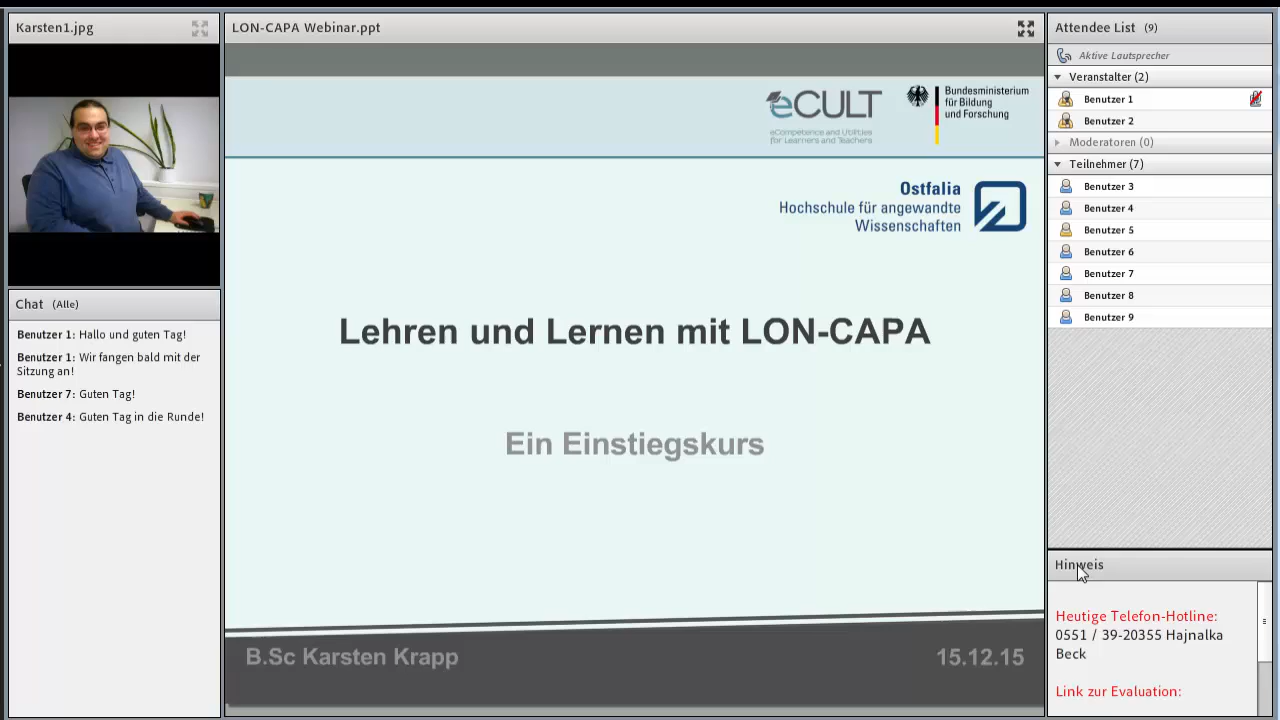 Karsten1.jpg
Chat (Alle)
Benutzer 1: Hallo und guten Tag!
Benutzer 1: Wir fangen bald mit der
Sitzung an!
Benutzer 7: Guten Tag!
Benutzer 4: Guten Tag in die Runde!
LON-CAPA Webinar.ppt
eCULT
eCompetence and Utilities
for Learners and Teachers
Bundesministerium
für Bildung
und Forschung
Ostfalia
Hochschule für angewandte
Wissenschaften
Lehren und Lernen mit LON-CAPA
Ein Einstiegskurs
B.Sc Karsten Krapp
15.12.15
Attendee List (9)
Aktive Lautsprecher
Veranstalter (2)
Benutzer 1
Benutzer 2
Moderatoren (0)
Teilnehmer (7)
Benutzer 3
Benutzer 4
Benutzer 5
Benutzer 6
Benutzer 7
Benutzer 8
Benutzer 9
Hinweis
Heutige Telefon-Hotline:
0551 / 39-20355 Hajnalka
Beck
Link zur Evaluation: